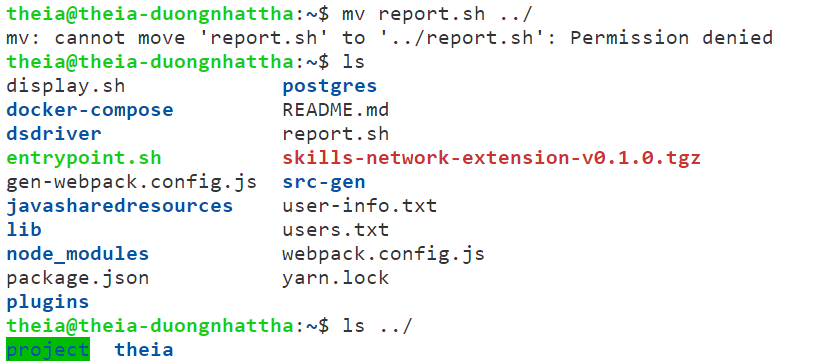 theia@theia-duongnhattha:~$ mv report.sh ../
mv: cannot move 'report.sh' to '../report.sh': Permission denied
theia@theia-duongnhattha:~$ ls
display.sh             postgres
docker-compose         README.md
dsdriver               report.sh
entrypoint.sh          skills-network-extension-v0.1.0.tgz
gen-webpack.config.js  src-gen
javasharedresources    user-info.txt
lib                    users.txt
node_modules           webpack.config.js
package.json           yarn.lock
plugins
theia@theia-duongnhattha:~$ ls ../
project  theia